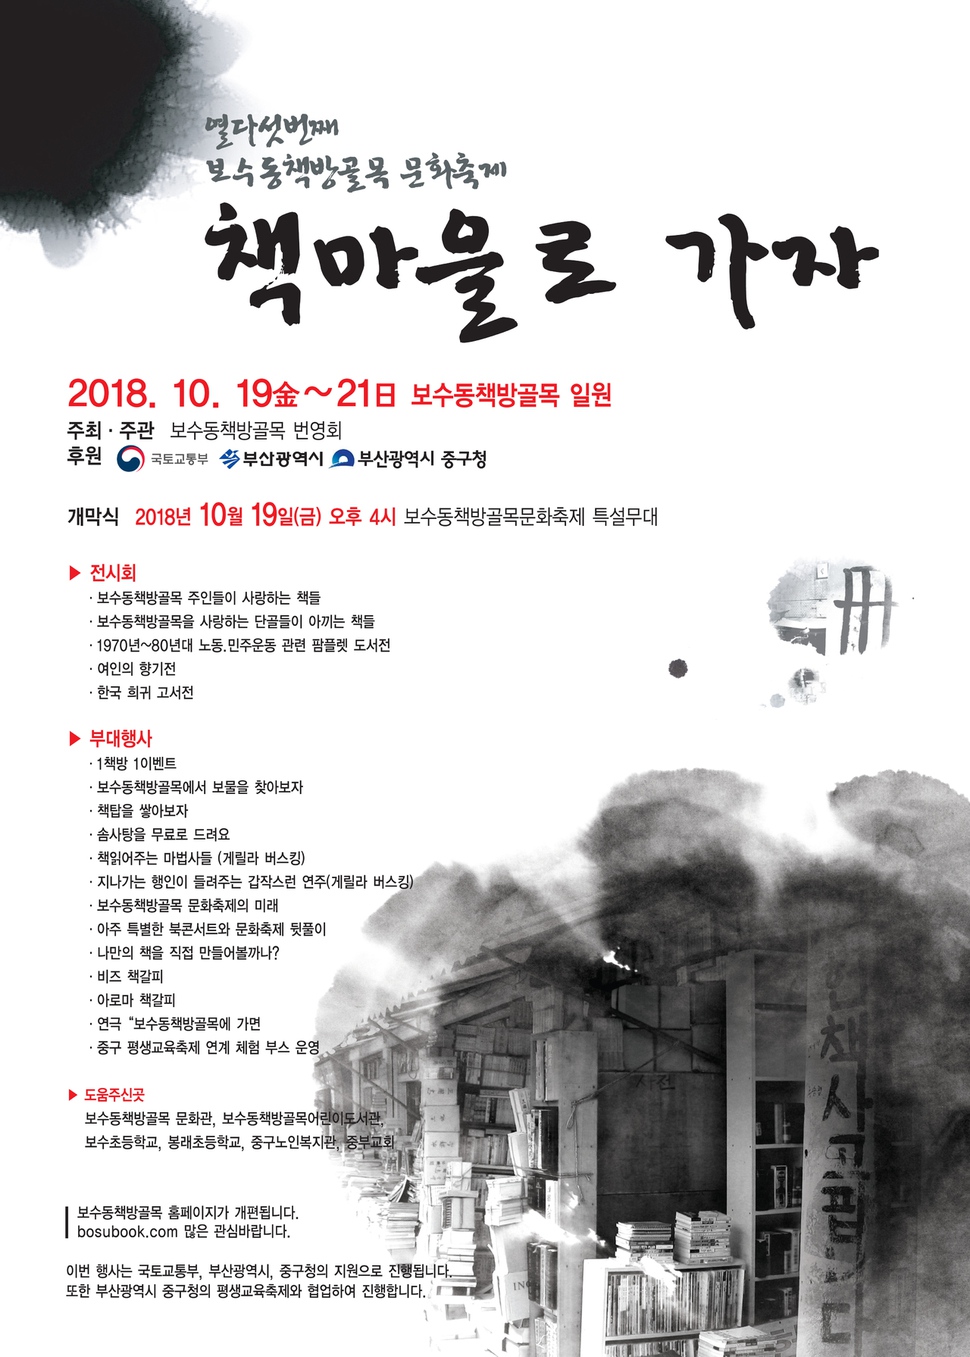 열다섯번째
보수동책방골목 문화축제
책마을로 가자
2018. 10. 19金~21日 보수동책방골목 일원
주최 · 주관 보수동책방골목 번영회
후원 국토교통부 부산광역시 부산광역시 중구청
개막식 2018년 10월 19일(금) 오후 4시 보수동책방골목문화축제 특설무대
▶ 전시회
· 보수동책방골목 주인들이 사랑하는 책들
· 보수동책방골목을 사랑하는 단골들이 아끼는 책들
· 1970년~80년대 노동.민주운동 관련 팜플렛 도서전
· 여인의 향기전
· 한국 희귀 고서전
▶ 부대행사
· 1책방 1이벤트
· 보수동책방골목에서 보물을 찾아보자
· 책탑을 쌓아보자
· 솜사탕을 무료로 드려요
· 책읽어주는 마법사들 (게릴라 버스킹)
· 지나가는 행인이 들려주는 갑작스런 연주(게릴라 버스킹)
· 보수동책방골목 문화축제의 미래
· 아주 특별한 북콘서트와 문화축제 뒷풀이
· 나만의 책을 직접 만들어볼까나?
· 비즈 책갈피
· 아로마 책갈피
· 연극 “보수동책방골목에 가면
· 중구 평생교육축제 연계 체험 부스 운영
▶ 도움주신곳
보수동책방골목 문화관, 보수동책방골목어린이도서관,
보수초등학교, 봉래초등학교, 중구노인복지관, 중부교회
보수동책방골목 홈페이지가 개편됩니다.
bosubook.com 많은 관심바랍니다.
이번 행사는 국토교통부, 부산광역시, 중구청의 지원으로 진행됩니다.
또한 부산광역시 중구청의 평생교육축제와 협업하여 진행합니다.
사전
책사고팝니다